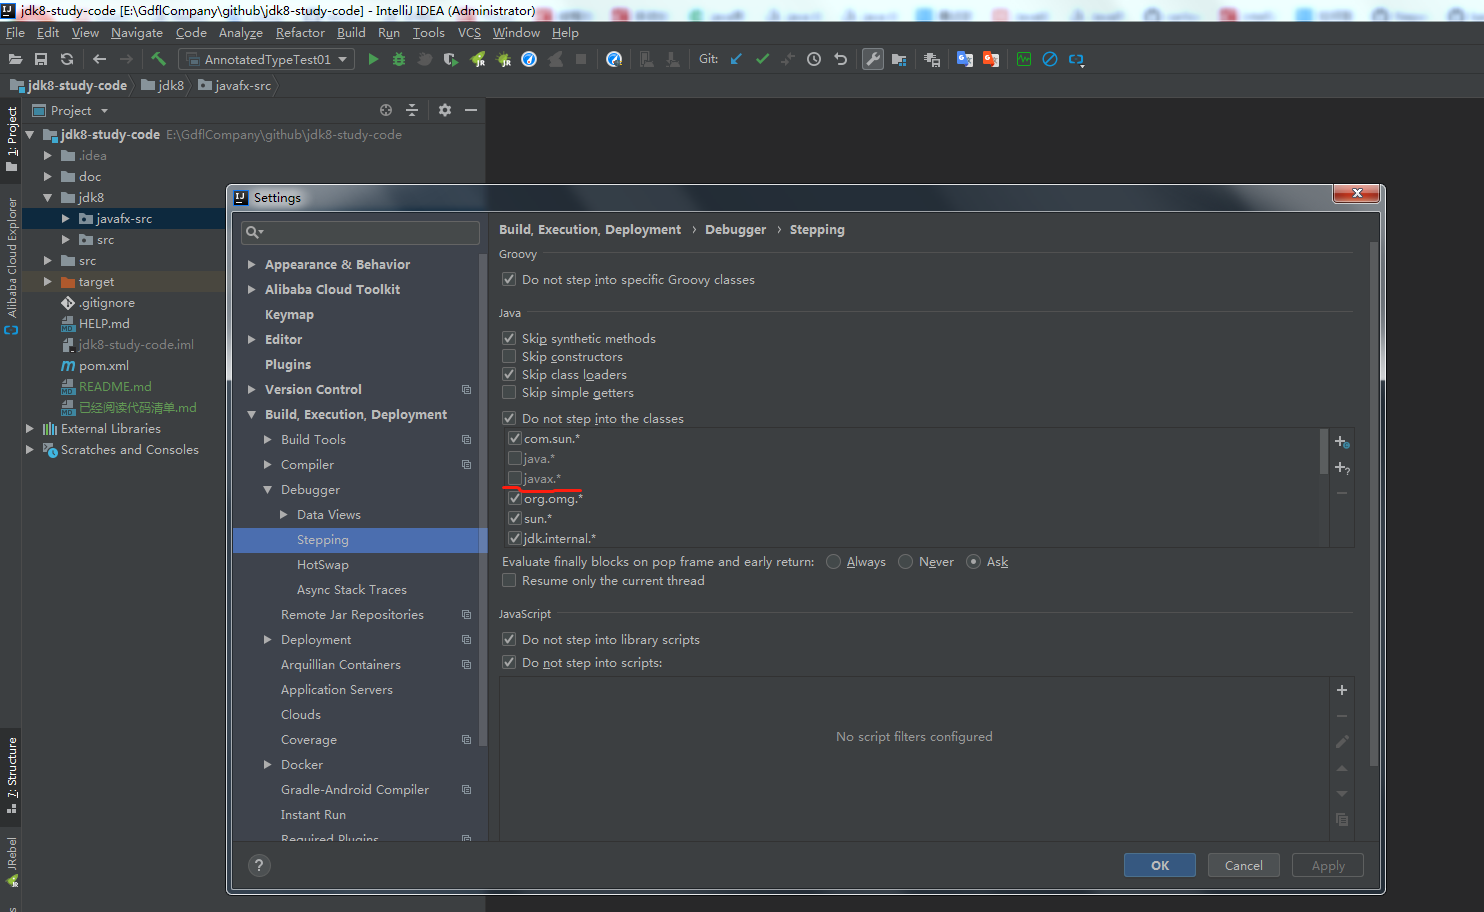 jdk8-study-code [E:\GdflCompany\github\jdk8-study-code] - IntelliJ IDEA (Administrator)
File Edit View Navigate Code Analyze Refactor Build Run Tools VCS Window Help
AnnotatedTypeTest01
Git:
jdk8-study-code jdk8 javafx-src
Project
jdk8-study-code E:\GdflCompany\github\jdk8-study-code
.idea
doc
jdk8
javafx-src
src
src
target
.gitignore
HELP.md
jdk8-study-code.iml
pom.xml
README.md
已经阅读代码清单.md
External Libraries
Scratches and Consoles
1: Project
Alibaba Cloud Explorer
7: Structure
JRebel
Settings
Appearance & Behavior
Alibaba Cloud Toolkit
Keymap
Editor
Plugins
Version Control
Build, Execution, Deployment
Build Tools
Compiler
Debugger
Data Views
Stepping
HotSwap
Async Stack Traces
Remote Jar Repositories
Deployment
Arquillian Containers
Application Servers
Clouds
Coverage
Docker
Gradle-Android Compiler
Instant Run
Required Plugins
Build, Execution, Deployment › Debugger › Stepping
Groovy
Do not step into specific Groovy classes
Java
Skip synthetic methods
Skip constructors
Skip class loaders
Skip simple getters
Do not step into the classes
com.sun.*
java.*
javax.*
org.omg.*
sun.*
jdk.internal.*
Evaluate finally blocks on pop frame and early return: Always Never Ask
Resume only the current thread
JavaScript
Do not step into library scripts
Do not step into scripts:
No script filters configured
?
OK Cancel Apply